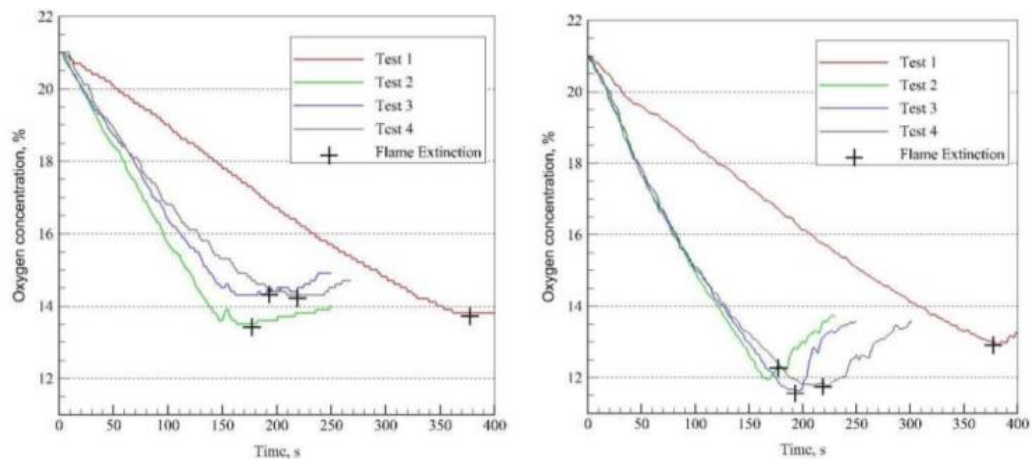 22
20
18
16
14
12
0
50
100
150
200
250
300
350
400
Oxygen concentration, %
Time, s
Test 1
Test 2
Test 3
Test 4
Flame Extinction
22
20
18
16
14
12
0
50
100
150
200
250
300
350
400
Oxygen concentration, %
Time, s
Test 1
Test 2
Test 3
Test 4
Flame Extinction